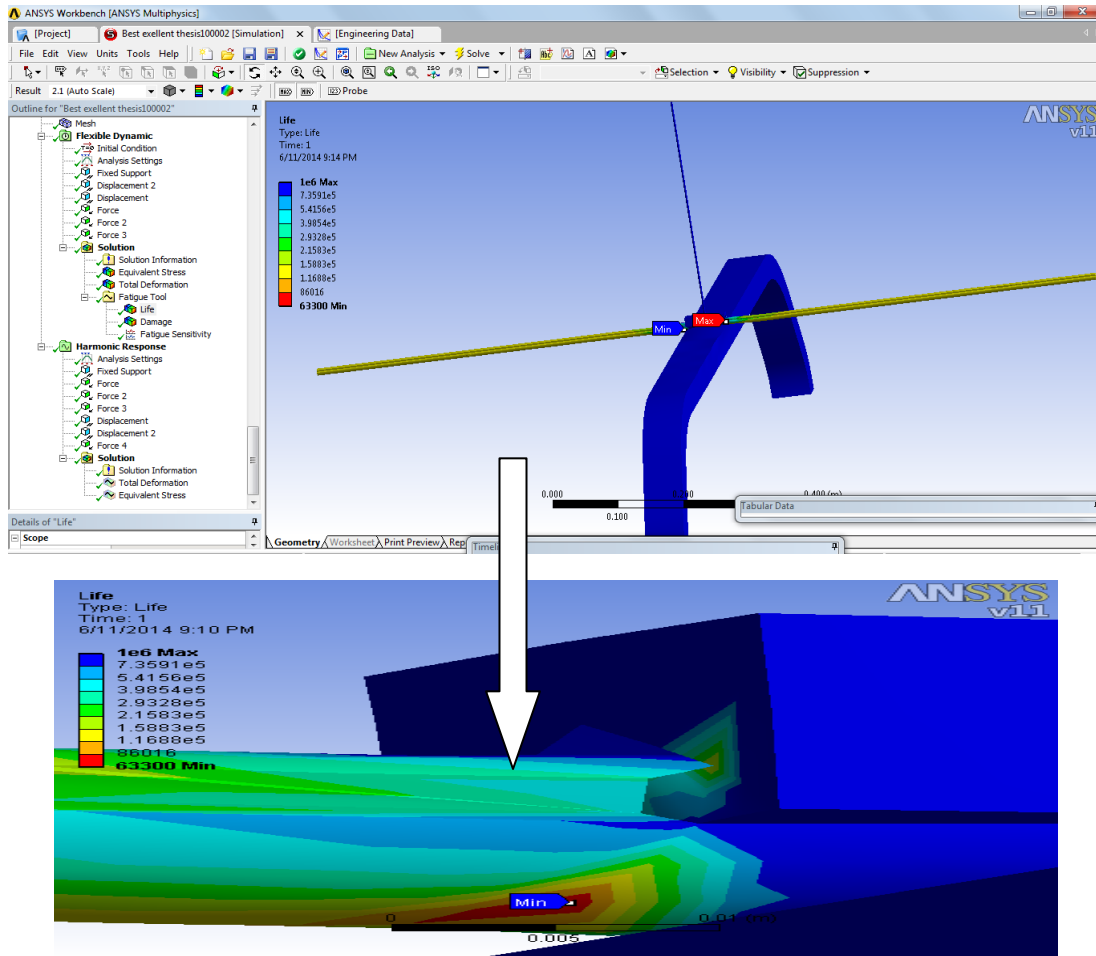 ANSYS Workbench [ANSYS Multiphysics]
[Project] Best exellent thesis100002 [Simulation] × [Engineering Data]
File Edit View Units Tools Help New Analysis Solve
Selection Visibility Suppression
Result 2.1 (Auto Scale) MAX MIN Probe
Outline for "Best exellent thesis100002"
Mesh
Flexible Dynamic
Initial Condition
Analysis Settings
Fixed Support
Displacement 2
Displacement
Force
Force 2
Force 3
Solution
Solution Information
Equivalent Stress
Total Deformation
Fatigue Tool
Life
Damage
Fatigue Sensitivity
Harmonic Response
Analysis Settings
Fixed Support
Force
Force 2
Force 3
Displacement
Displacement 2
Force 4
Solution
Solution Information
Total Deformation
Equivalent Stress
Details of "Life"
Scope
Life
Type: Life
Time: 1
6/11/2014 9:14 PM
1e6 Max
7.3591e5
5.4156e5
3.9854e5
2.9328e5
2.1583e5
1.5883e5
1.1688e5
86016
63300 Min
ANSYS
v11
Min
Max
0.000
0.400 (m)
0.100
Tabular Data
Geometry Worksheet Print Preview Rep
Timeli
Life
Type: Life
Time: 1
6/11/2014 9:10 PM
1e6 Max
7.3591e5
5.4156e5
3.9854e5
2.9328e5
2.1583e5
1.5883e5
1.1688e5
86016
63300 Min
ANSYS
v11
Min
0
0.01 (m)
0.005